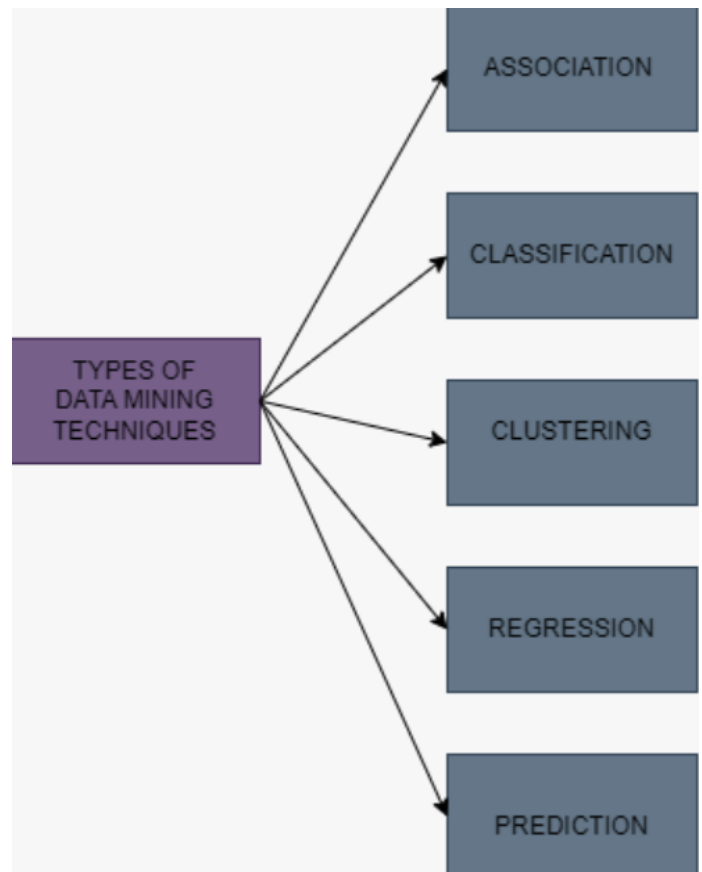 ASSOCIATION
CLASSIFICATION
TYPES OF
DATA MINING
TECHNIQUES
CLUSTERING
REGRESSION
PREDICTION